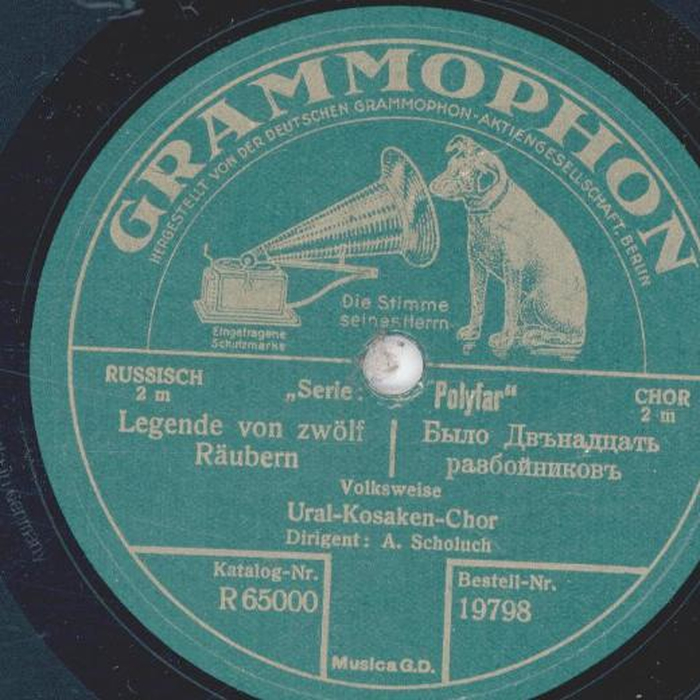 GRAMMOPHON
HERGESTELLT VON DER DEUTSCHEN GRAMMOPHON-AKTIENGESELLSCHAFT, BERLIN
Die Stimme
seines Herrn
Eingetragene
Schutzmarke
RUSSISCH
2 m
„Serie: Polyfar“
CHOR
2 m
Legende von zwölf
Räubern
Было Двѣнадцать
разбойниковъ
Volksweise
Ural-Kosaken-Chor
Dirigent: A. Scholuch
Katalog-Nr.
R 65000
Bestell-Nr.
19798
Musica G.D.
Germany